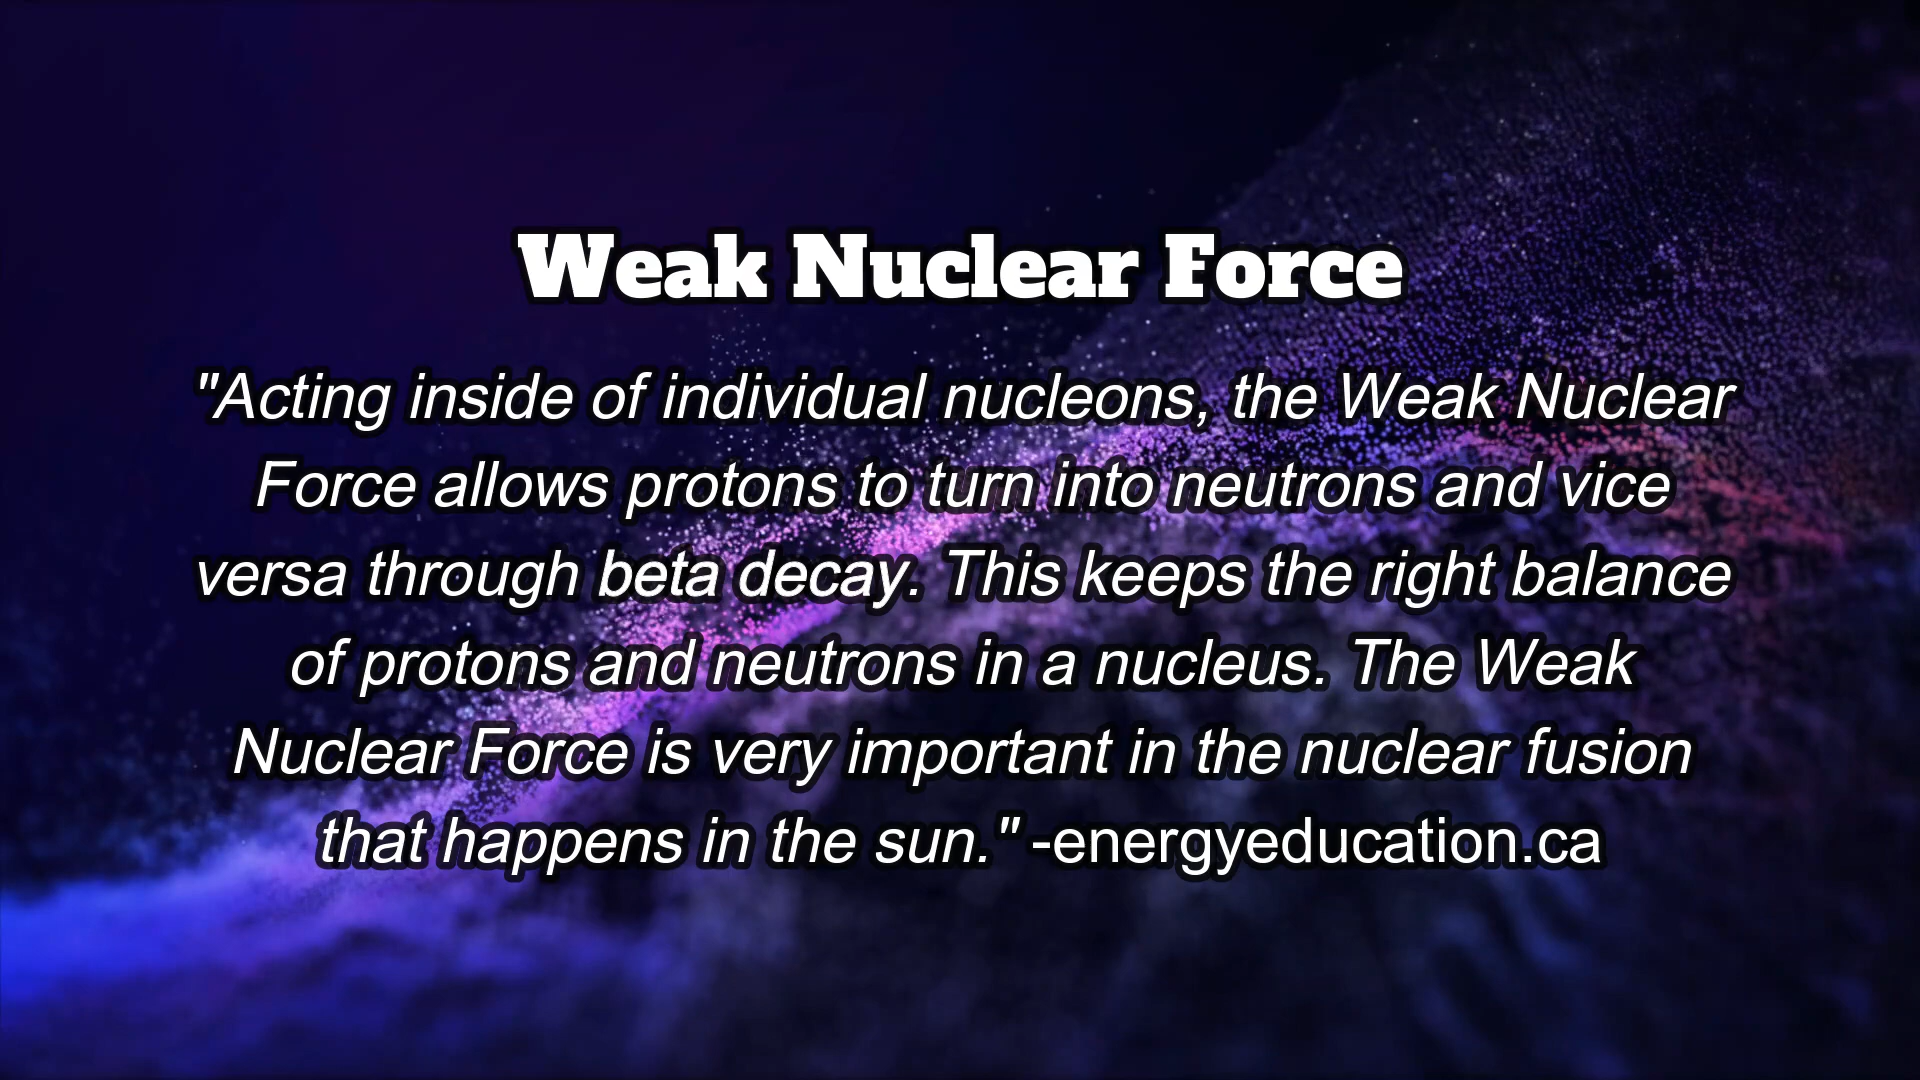 Weak Nuclear Force
"Acting inside of individual nucleons, the Weak Nuclear
Force allows protons to turn into neutrons and vice
versa through beta decay. This keeps the right balance
of protons and neutrons in a nucleus. The Weak
Nuclear Force is very important in the nuclear fusion
that happens in the sun." -energyeducation.ca